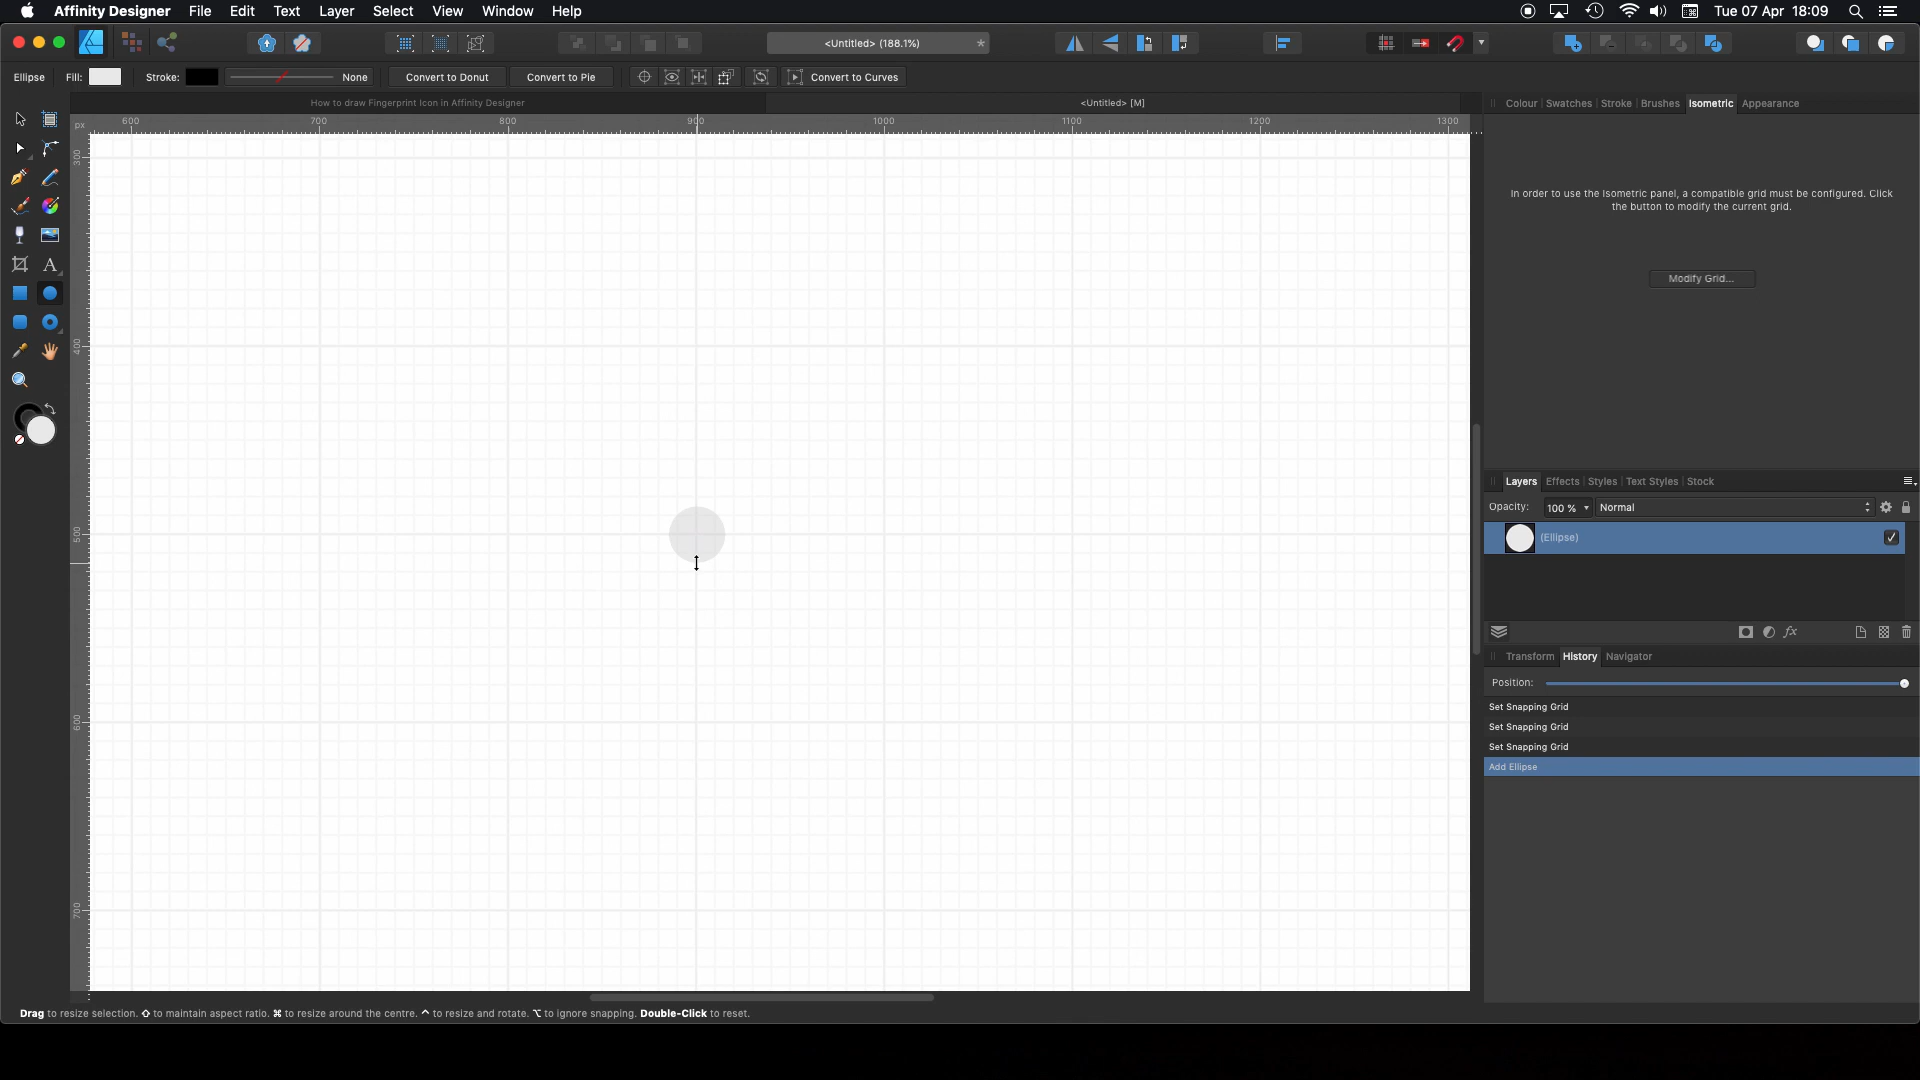 Affinity Designer File Edit Text Layer Select View Window Help Tue 07 Apr 18:09
<Untitled> (188.1%) *
Ellipse Fill: Stroke: None Convert to Donut Convert to Pie Convert to Curves
How to draw Fingerprint Icon in Affinity Designer <Untitled> [M]
Colour Swatches Stroke Brushes Isometric Appearance
px 600 700 800 900 1000 1100 1200 1300
300
400
500
600
700
In order to use the Isometric panel, a compatible grid must be configured. Click
the button to modify the current grid.
Modify Grid...
Layers Effects Styles Text Styles Stock
Opacity: 100 % Normal
(Ellipse)
Transform History Navigator
Position:
Set Snapping Grid
Set Snapping Grid
Set Snapping Grid
Add Ellipse
Drag to resize selection. ⇧ to maintain aspect ratio. ⌘ to resize around the centre. ^ to resize and rotate. ⌥ to ignore snapping. Double-Click to reset.